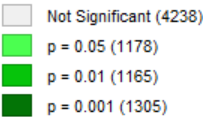 Not Significant (4238)
p = 0.05 (1178)
p = 0.01 (1165)
p = 0.001 (1305)